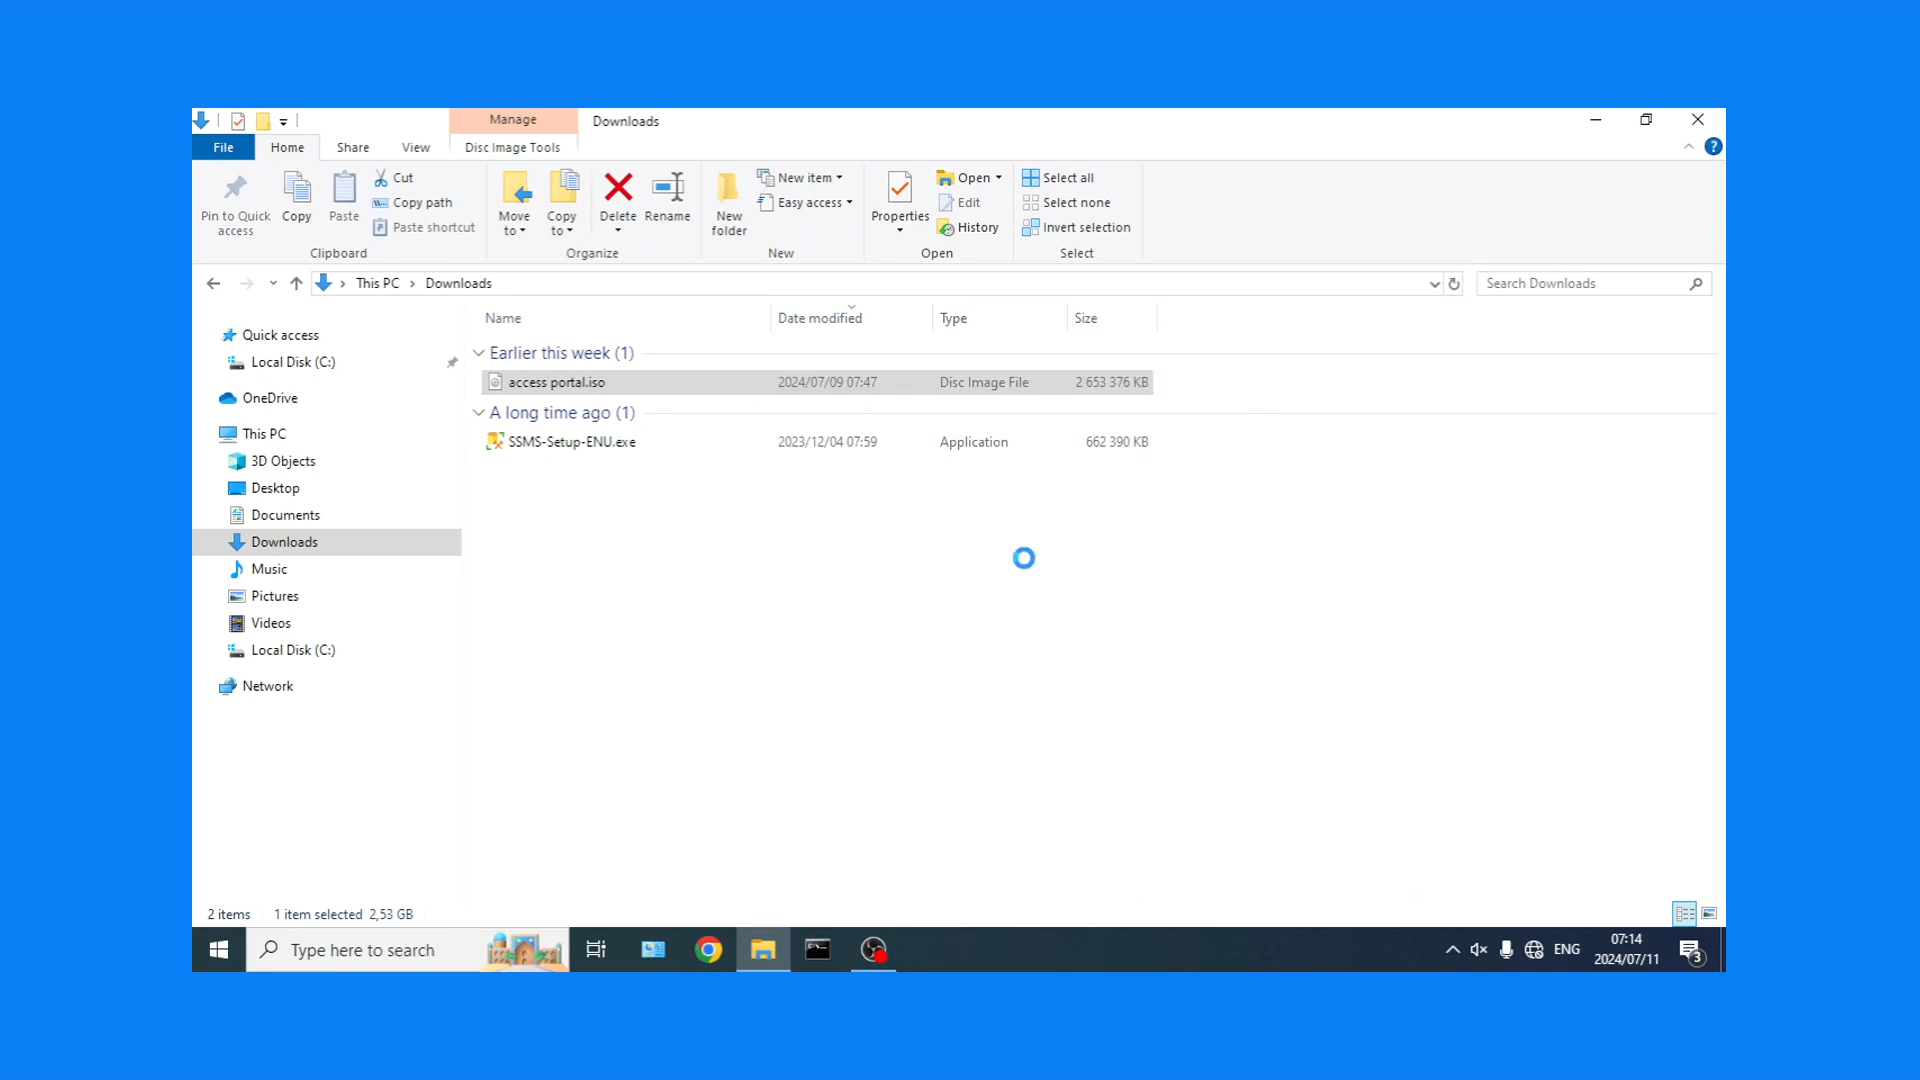 Manage
Downloads
File
Home
Share
View
Disc Image Tools
Pin to Quick
access
Copy
Paste
Cut
Copy path
Paste shortcut
Clipboard
Move
to
Copy
to
Delete
Rename
Organize
New
folder
New item
Easy access
New
Properties
Open
Edit
History
Open
Select all
Select none
Invert selection
Select
This PC
Downloads
Search Downloads
Name
Date modified
Type
Size
Earlier this week (1)
access portal.iso
2024/07/09 07:47
Disc Image File
2 653 376 KB
A long time ago (1)
SSMS-Setup-ENU.exe
2023/12/04 07:59
Application
662 390 KB
Quick access
Local Disk (C:)
OneDrive
This PC
3D Objects
Desktop
Documents
Downloads
Music
Pictures
Videos
Local Disk (C:)
Network
2 items
1 item selected 2,53 GB
Type here to search
ENG
07:14
2024/07/11
3